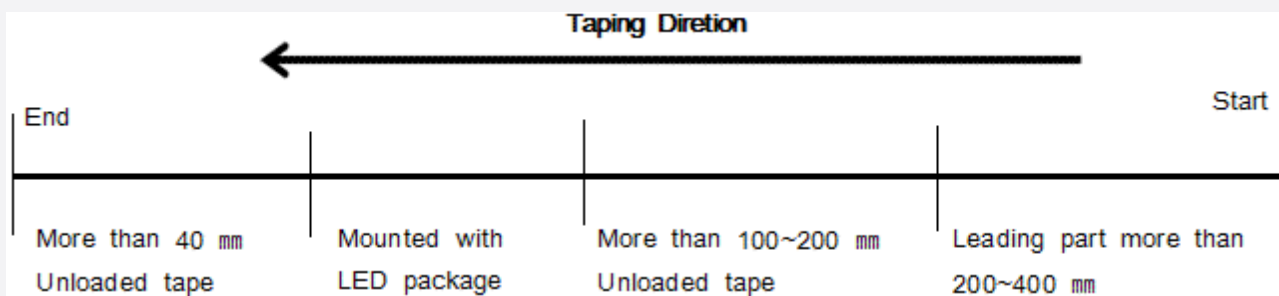 Taping Diretion
End
Start
More than 40 ㎜
Unloaded tape
Mounted with
LED package
More than 100~200 ㎜
Unloaded tape
Leading part more than
200~400 ㎜